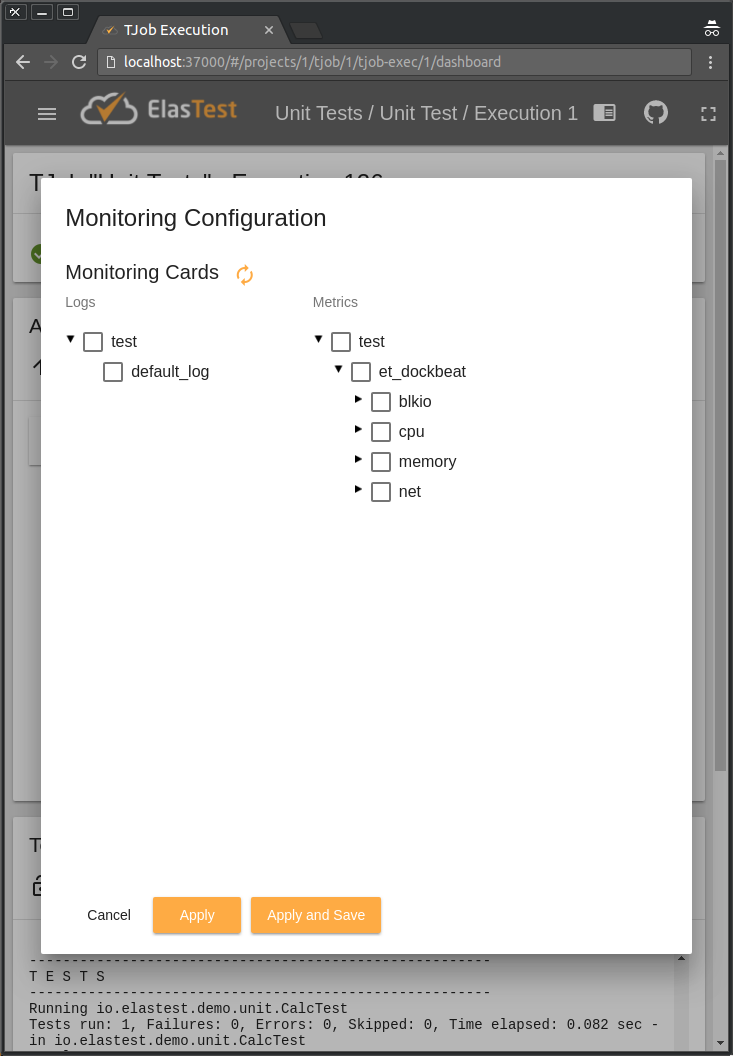 TJob Execution
localhost:37000/#/projects/1/tjob/1/tjob-exec/1/dashboard
ElasTest
Unit Tests / Unit Test / Execution 1
Monitoring Configuration
Monitoring Cards
Logs
Metrics
test
default_log
test
et_dockbeat
blkio
cpu
memory
net
Cancel
Apply
Apply and Save
-------------------------------------------------------
T E S T S
-------------------------------------------------------
Running io.elastest.demo.unit.CalcTest
Tests run: 1, Failures: 0, Errors: 0, Skipped: 0, Time elapsed: 0.082 sec -
in io.elastest.demo.unit.CalcTest